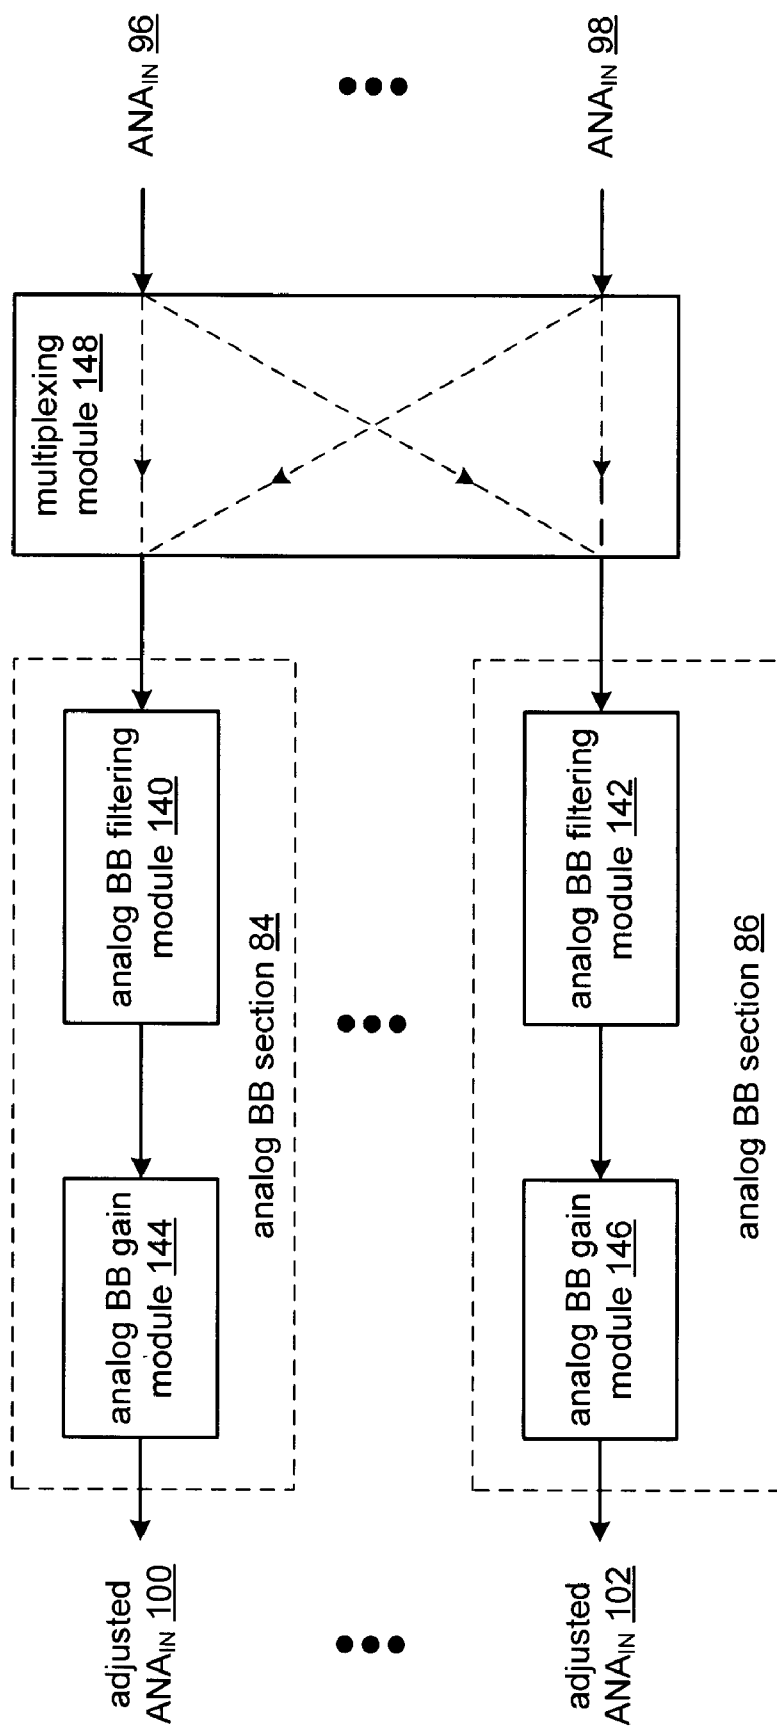 adjusted
ANA_IN 100
analog BB gain
module 144
analog BB filtering
module 140
analog BB section 84
multiplexing
module 148
ANA_IN 96
adjusted
ANA_IN 102
analog BB gain
module 146
analog BB filtering
module 142
analog BB section 86
ANA_IN 98